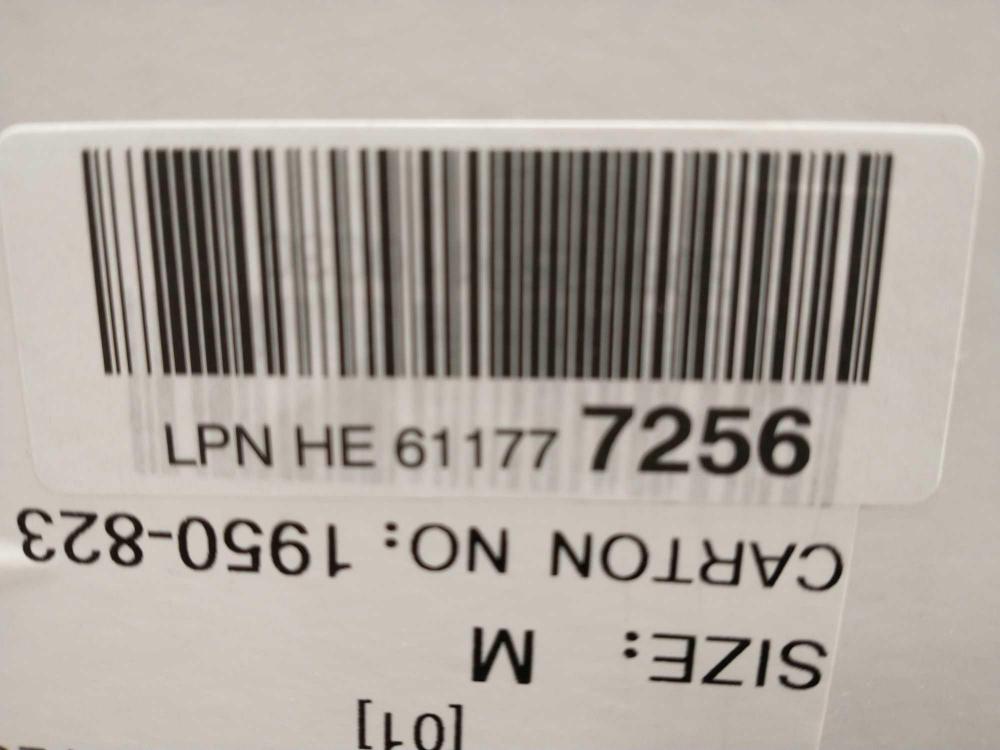 LPN HE 61177 7256
CARTON NO: 1950-823
SIZE: M
[01]